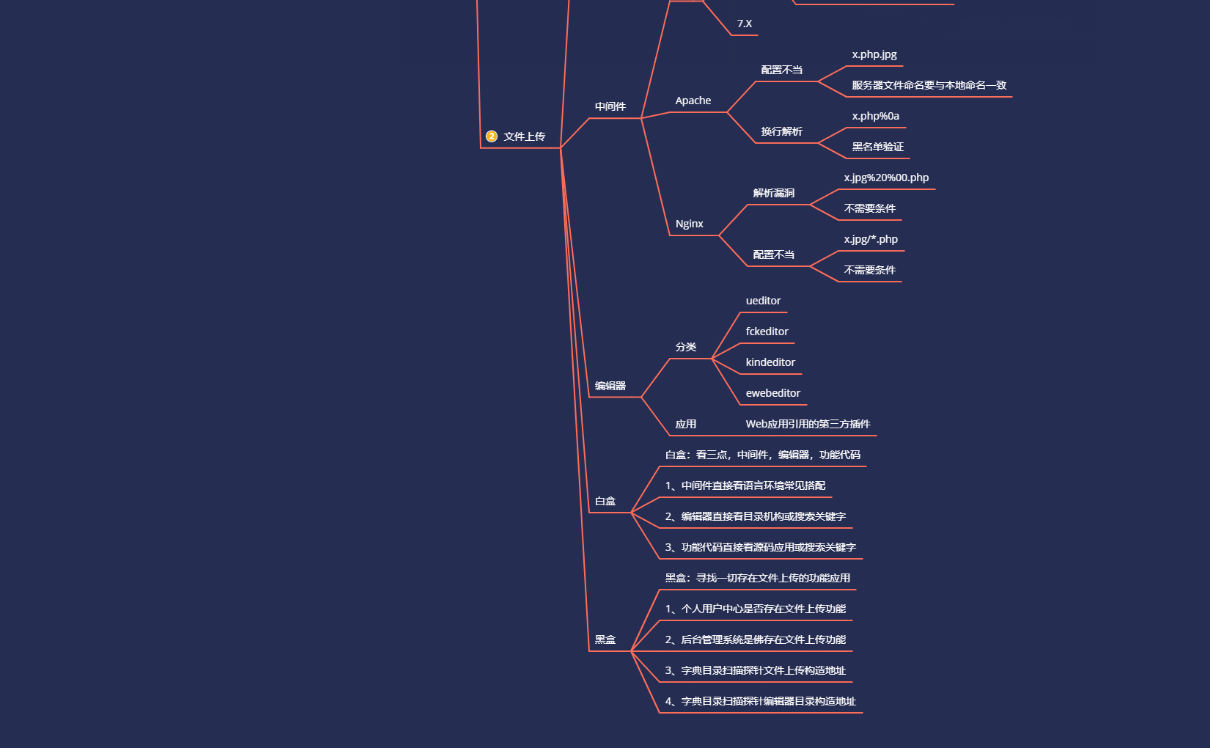 7.X
x.php.jpg
配置不当
服务器文件命名要与本地命名一致
Apache
中间件
x.php%0a
换行解析
黑名单验证
2 文件上传
x.jpg%20%00.php
解析漏洞
不需要条件
Nginx
x.jpg/*.php
配置不当
不需要条件
ueditor
fckeditor
分类
kindeditor
编辑器
ewebeditor
应用
Web应用引用的第三方插件
白盒：看三点，中间件，编辑器，功能代码
1、中间件直接看语言环境常见搭配
白盒
2、编辑器直接看目录机构或搜索关键字
3、功能代码直接看源码应用或搜索关键字
黑盒：寻找一切存在文件上传的功能应用
1、个人用户中心是否存在文件上传功能
黑盒
2、后台管理系统是佛存在文件上传功能
3、字典目录扫描探针文件上传构造地址
4、字典目录扫描探针编辑器目录构造地址